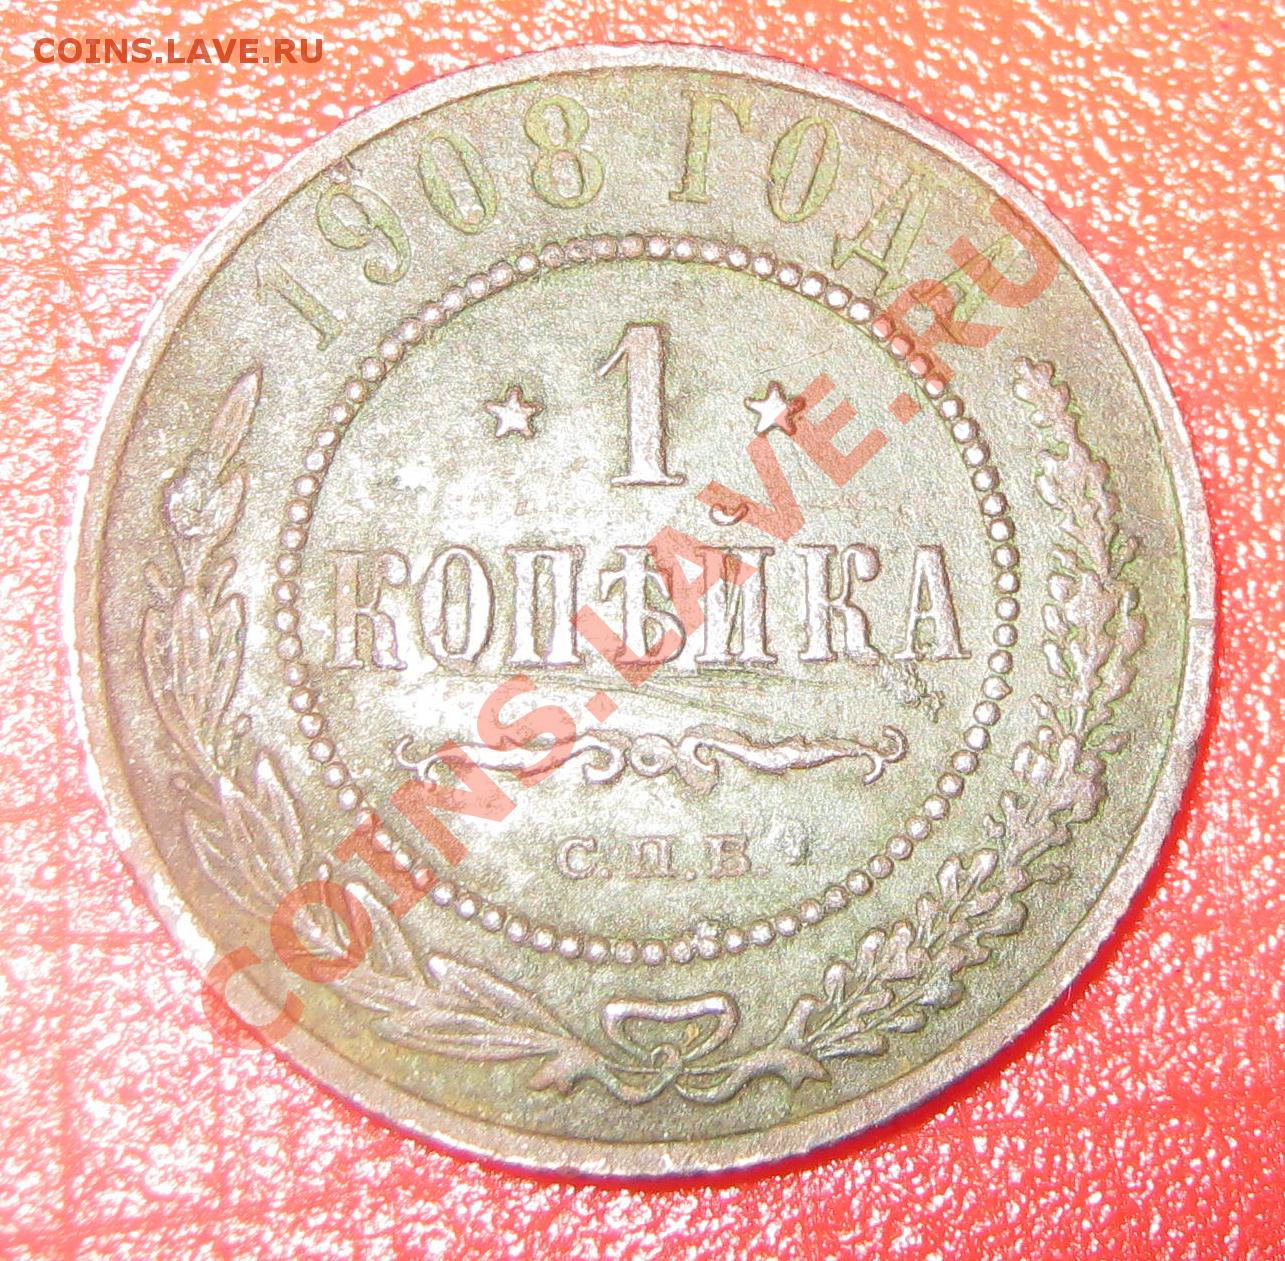 COINS.LAVE.RU
1908 ГОДА
1
КОПѢЙКА
С.П.Б.
COINS.LAVE.RU